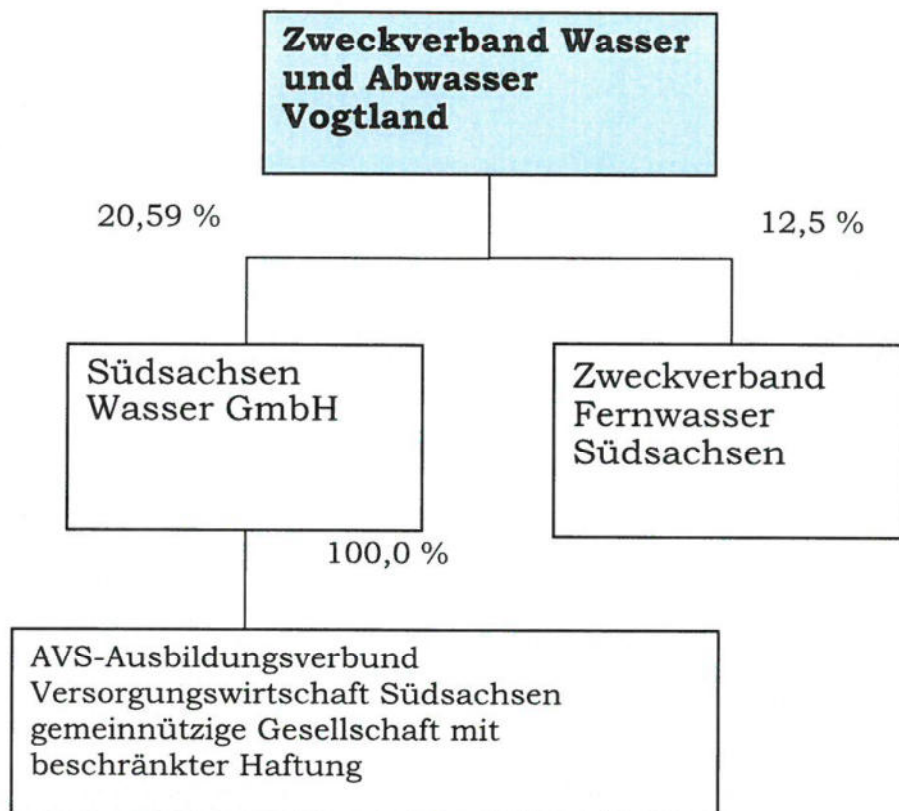 Zweckverband Wasser
und Abwasser
Vogtland
20,59 %
12,5 %
Südsachsen
Wasser GmbH
Zweckverband
Fernwasser
Südsachsen
100,0 %
AVS-Ausbildungsverbund
Versorgungswirtschaft Südsachsen
gemeinnützige Gesellschaft mit
beschränkter Haftung